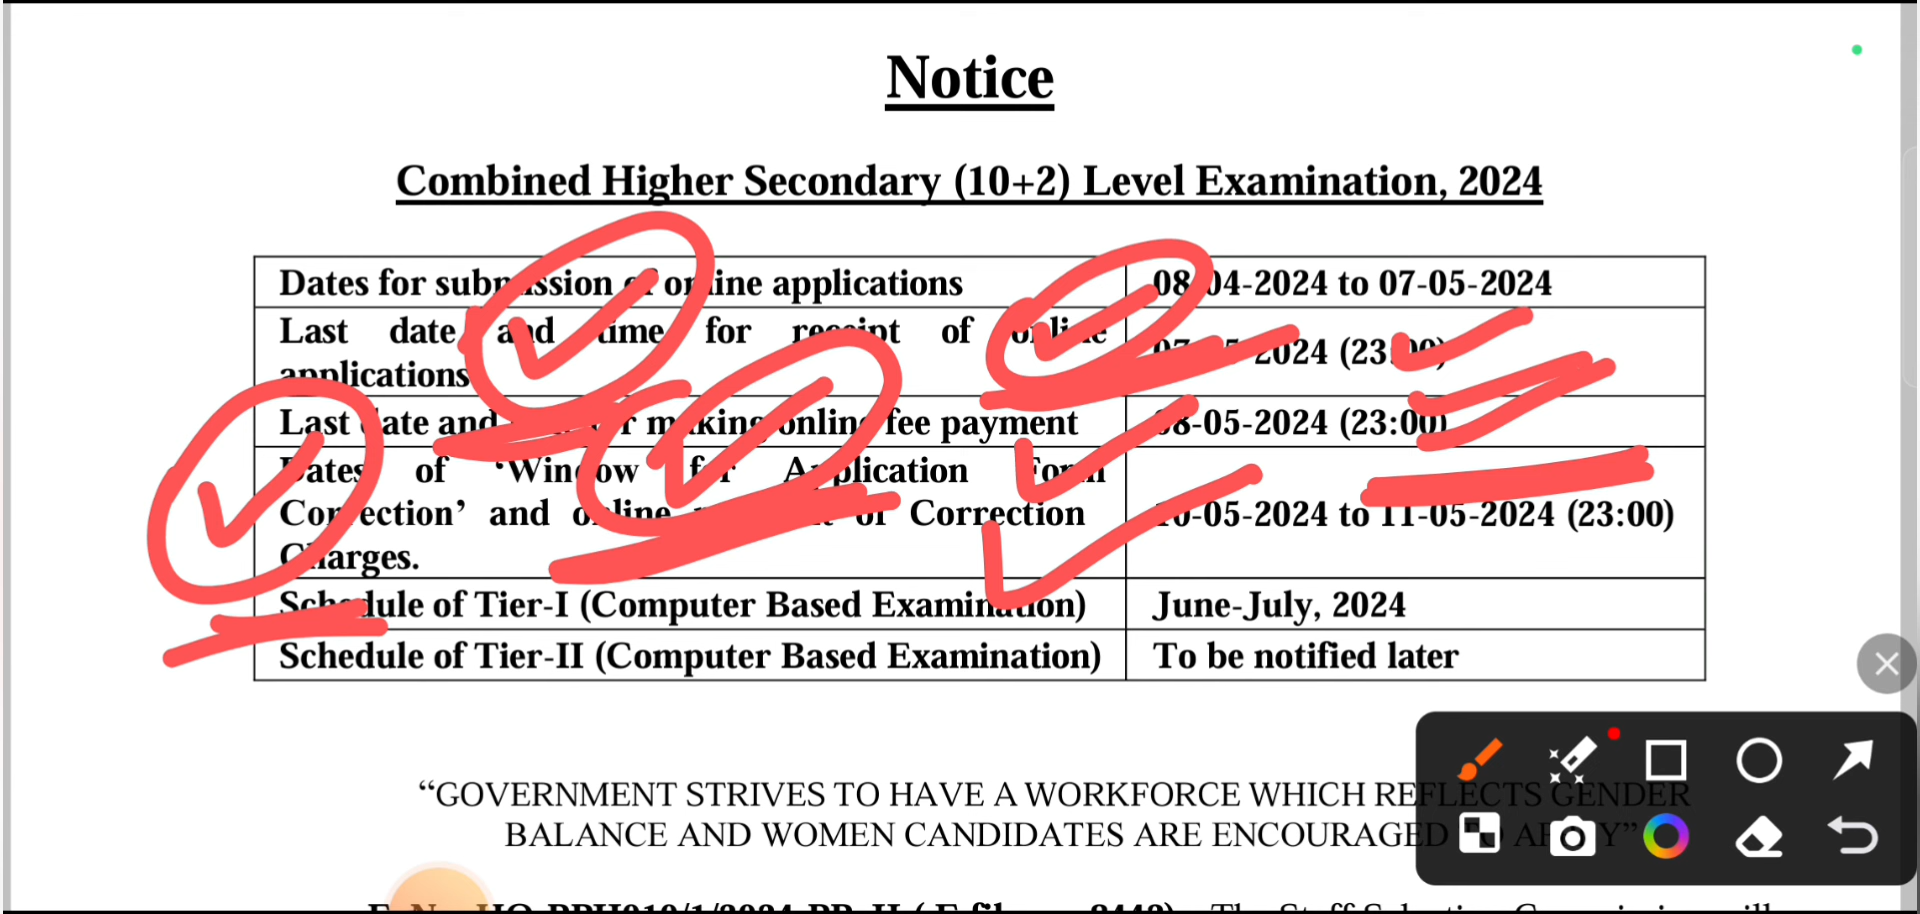 Notice
Combined Higher Secondary (10+2) Level Examination, 2024
Dates for submission of online applications 08-04-2024 to 07-05-2024
Last date and time for receipt of online
applications 2024 (23:00)
Last date and making online fee payment 08-05-2024 (23:00)
Dates of ‘Window for Application Form
Correction’ and online of Correction 10-05-2024 to 11-05-2024 (23:00)
Charges.
Schedule of Tier-I (Computer Based Examination) June-July, 2024
Schedule of Tier-II (Computer Based Examination) To be notified later
“GOVERNMENT STRIVES TO HAVE A WORKFORCE WHICH REFLECTS GENDER
BALANCE AND WOMEN CANDIDATES ARE ENCOURAGED